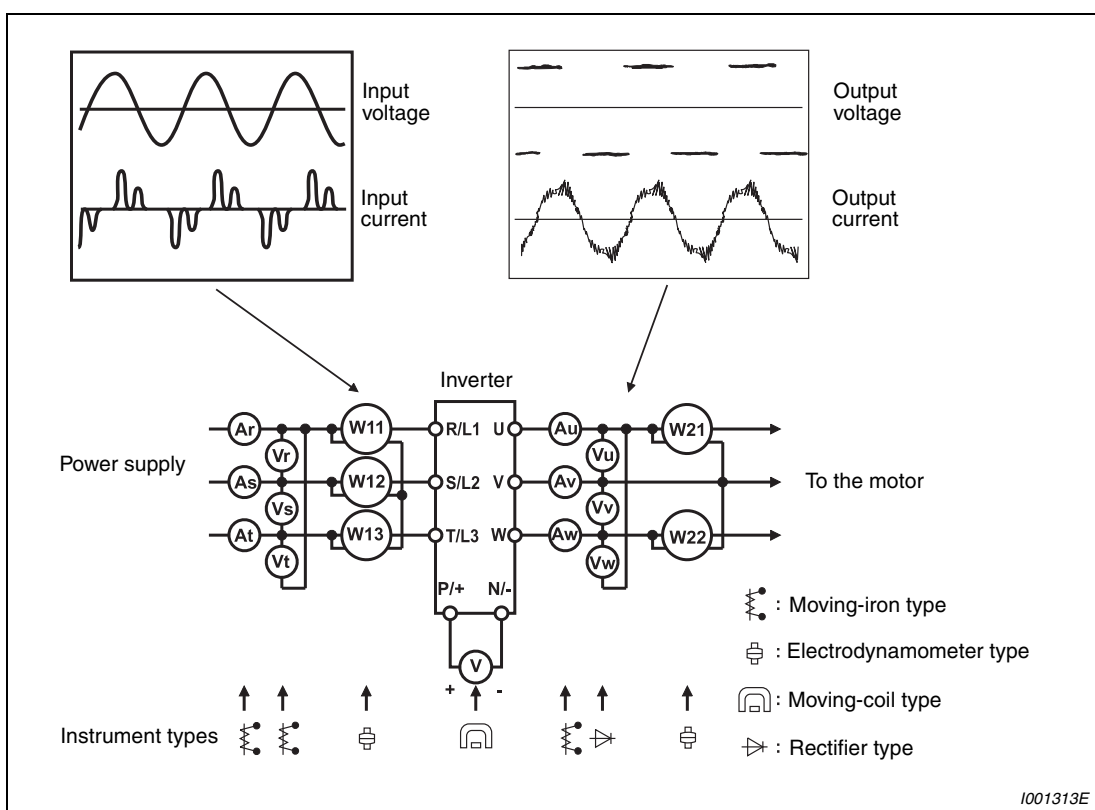 Input
voltage
Input
current
Output
voltage
Output
current
Inverter
Ar
W11
R/L1
U
Au
W21
Vr
Vu
Power supply
As
W12
S/L2
V
Av
To the motor
Vs
Vv
At
W13
T/L3
W
Aw
W22
Vt
Vw
P/+
N/-
: Moving-iron type
: Electrodynamometer type
V
+
-
: Moving-coil type
Instrument types
: Rectifier type
I001313E